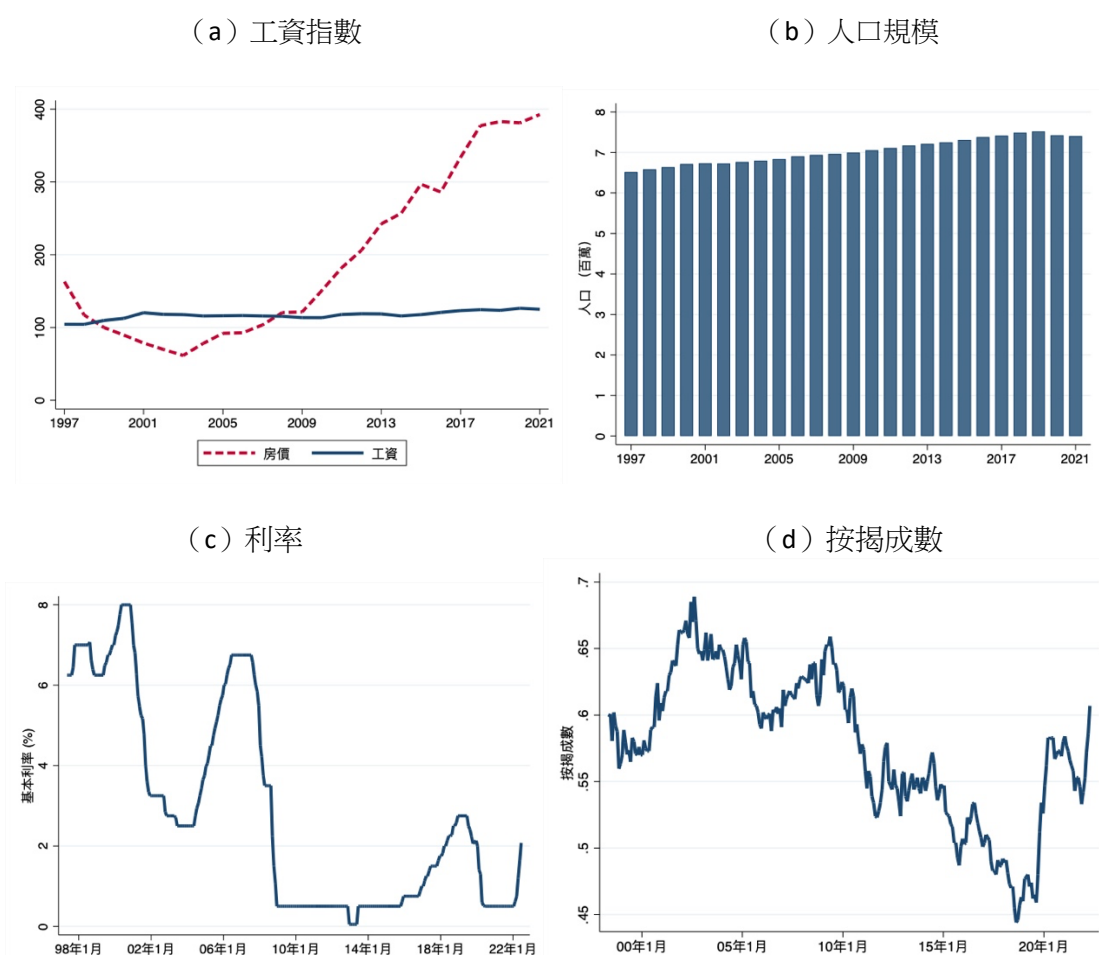 （a）工資指數
（b）人口規模
400
300
200
100
0
1997 2001 2005 2009 2013 2017 2021
房價 工資
人口（百萬）
8
7
6
5
4
3
2
1
0
1997 2001 2005 2009 2013 2017 2021
（c）利率
（d）按揭成數
基本利率 (%)
8
6
4
2
0
98年1月 02年1月 06年1月 10年1月 14年1月 18年1月 22年1月
按揭成數
.7
.65
.6
.55
.5
.45
00年1月 05年1月 10年1月 15年1月 20年1月